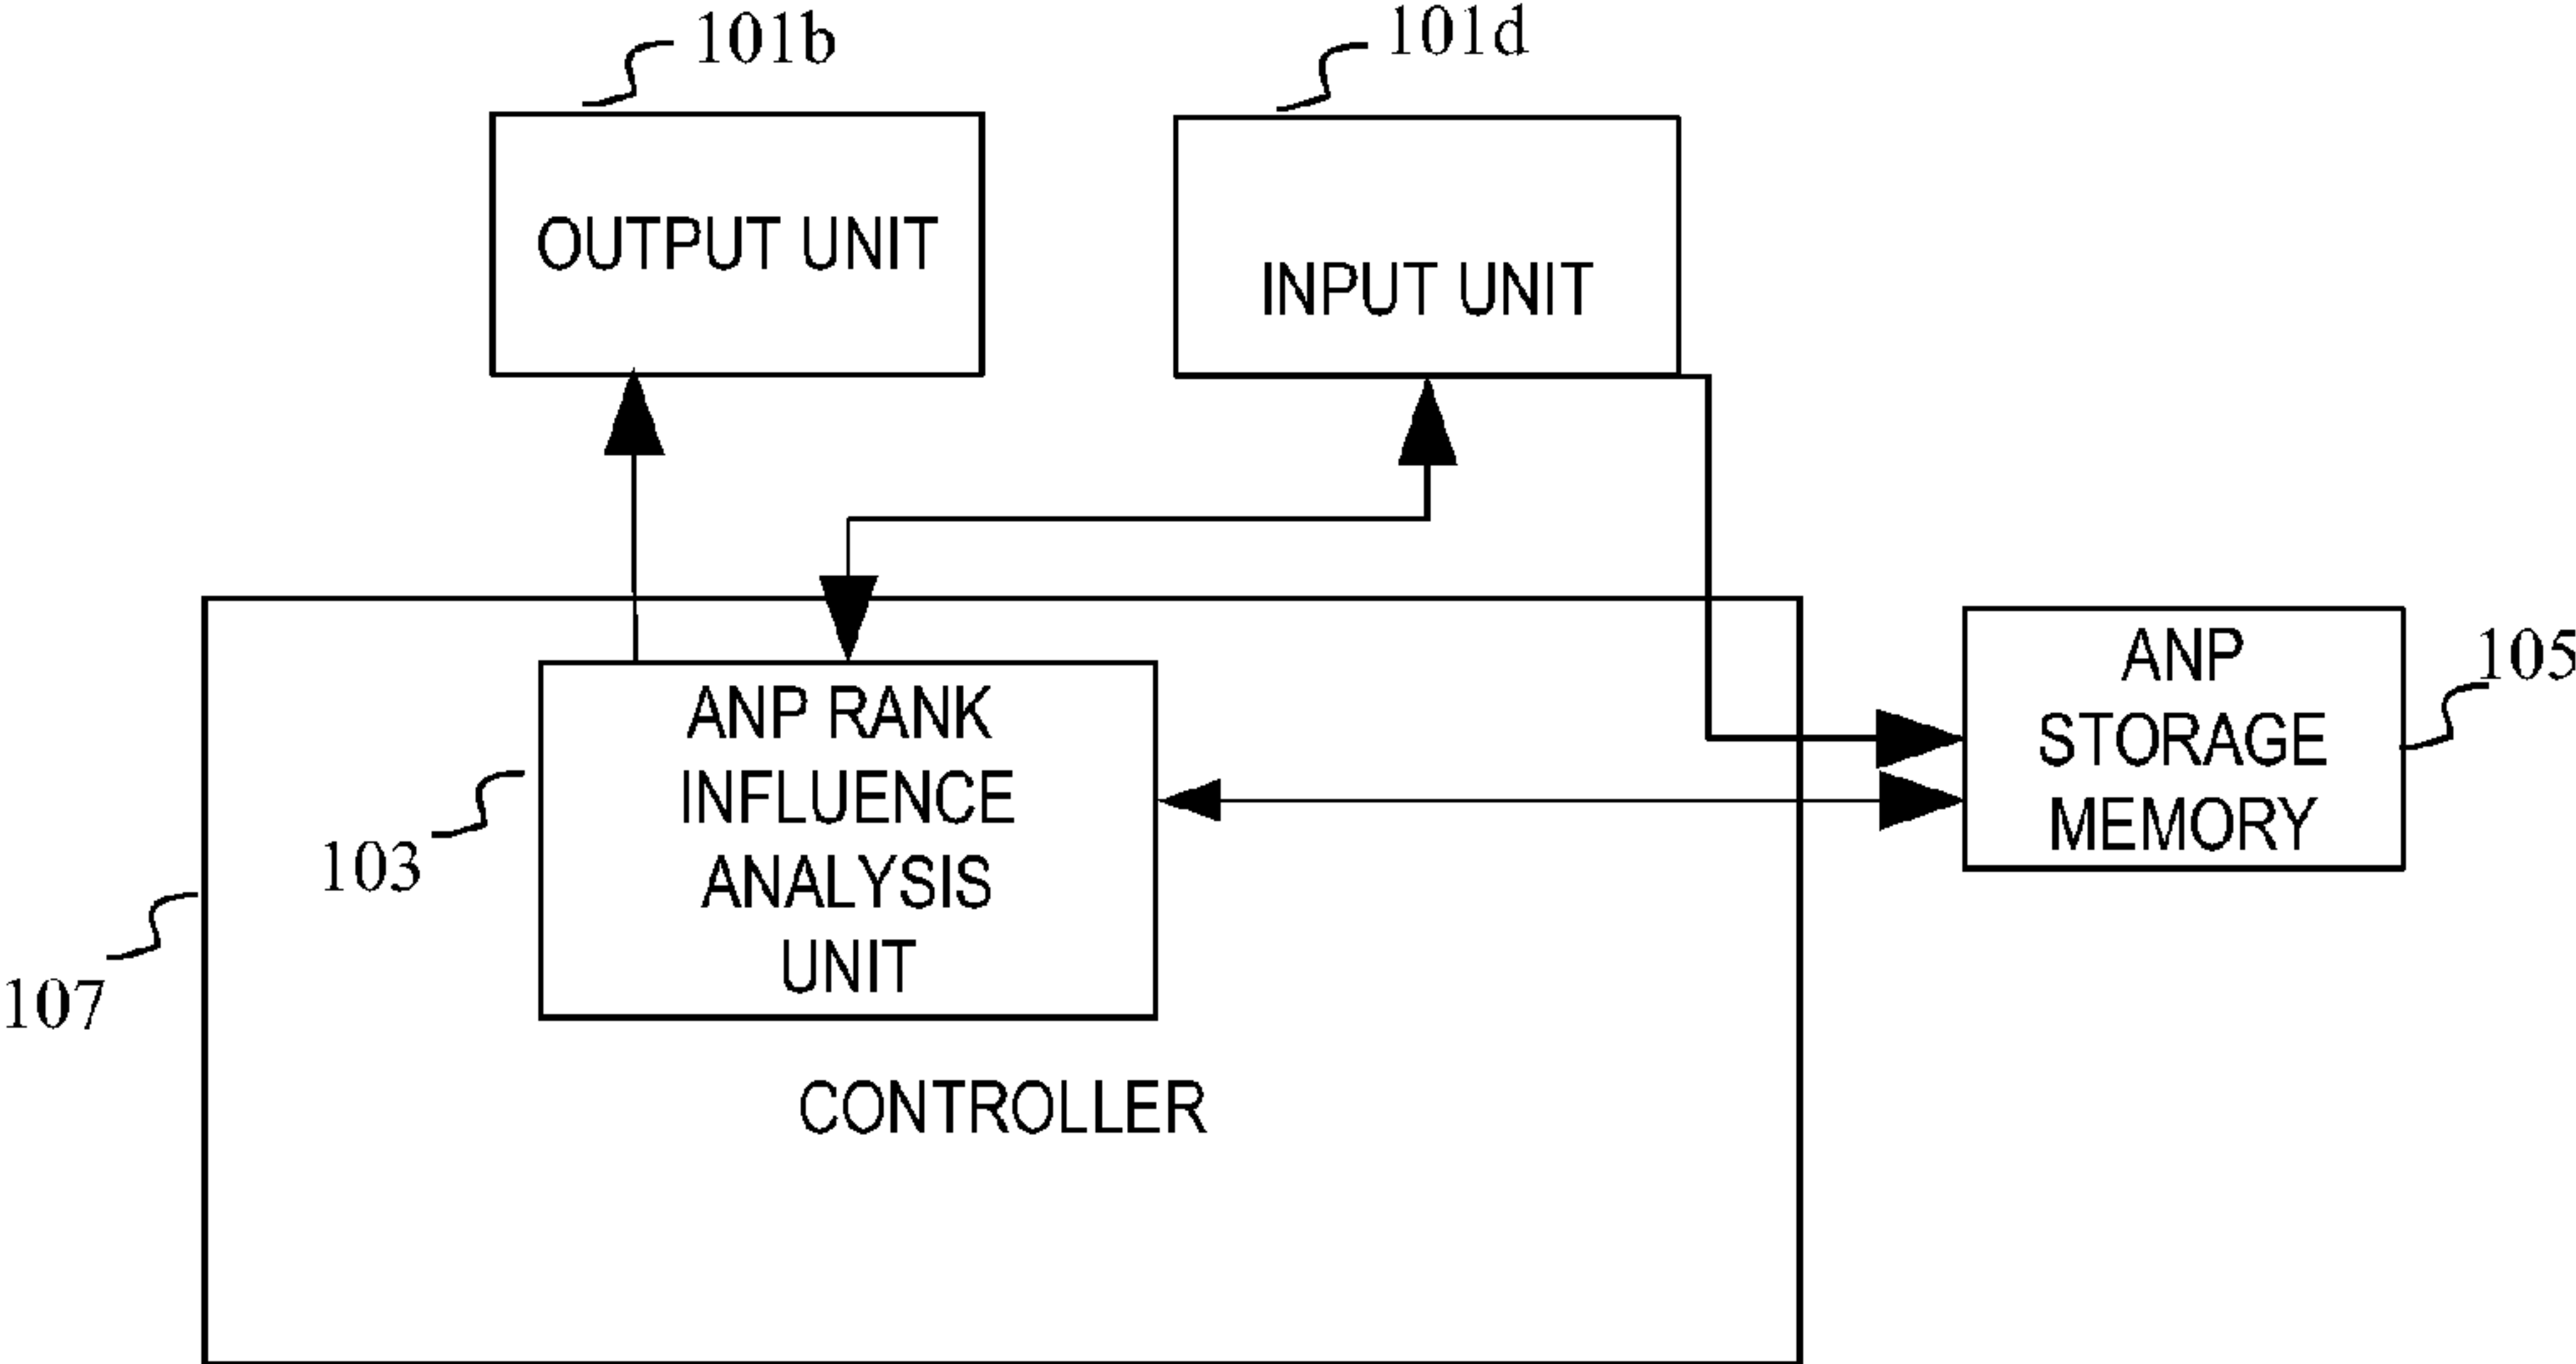 101b
101d
OUTPUT UNIT
INPUT UNIT
ANP RANK
INFLUENCE
ANALYSIS
UNIT
103
107
CONTROLLER
ANP
STORAGE
MEMORY
105